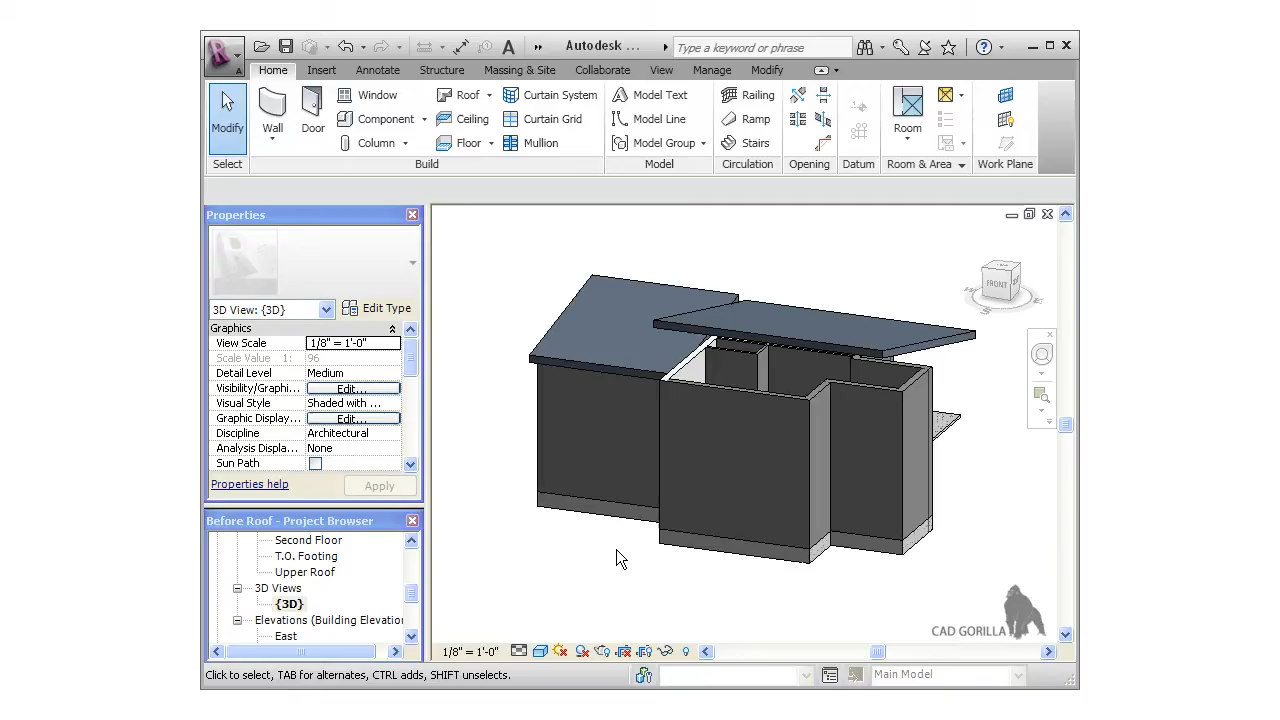 Autodesk ...
Type a keyword or phrase
Home Insert Annotate Structure Massing & Site Collaborate View Manage Modify
Modify
Wall
Door
Window
Component
Column
Roof
Ceiling
Floor
Curtain System
Curtain Grid
Mullion
Model Text
Model Line
Model Group
Railing
Ramp
Stairs
Room
Select Build Model Circulation Opening Datum Room & Area Work Plane
Properties
3D View: {3D} Edit Type
Graphics
View Scale 1/8" = 1'-0"
Scale Value 1: 96
Detail Level Medium
Visibility/Graphi... Edit...
Visual Style Shaded with ...
Graphic Display... Edit...
Discipline Architectural
Analysis Displa... None
Sun Path
Properties help Apply
Before Roof - Project Browser
Second Floor
T.O. Footing
Upper Roof
3D Views
{3D}
Elevations (Building Elevation
East
FRONT
W
S
E
CAD GORILLA
1/8" = 1'-0"
Click to select, TAB for alternates, CTRL adds, SHIFT unselects.
Main Model